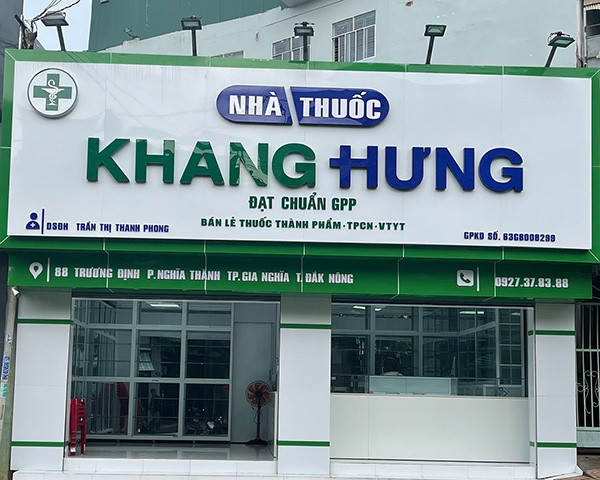 NHÀ THUỐC
KHANG HƯNG
ĐẠT CHUẨN GPP
BÁN LẺ THUỐC THÀNH PHẨM-TPCN-VTYT
DSĐH TRẦN THỊ THANH PHONG
GPKD SỐ. 63G8008299
88 TRƯƠNG ĐỊNH P.NGHĨA THÀNH TP.GIA NGHĨA T.ĐĂK NÔNG
0927.37.83.88